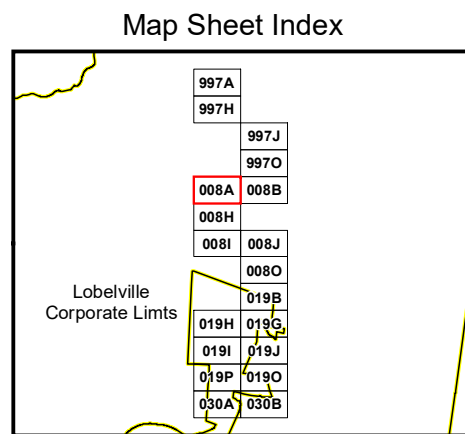 Map Sheet Index
997A
997H
997J
997O
008A 008B
008H
008I 008J
008O
Lobelville
Corporate Limts
019B
019H 019G
019I 019J
019P 019O
030A 030B